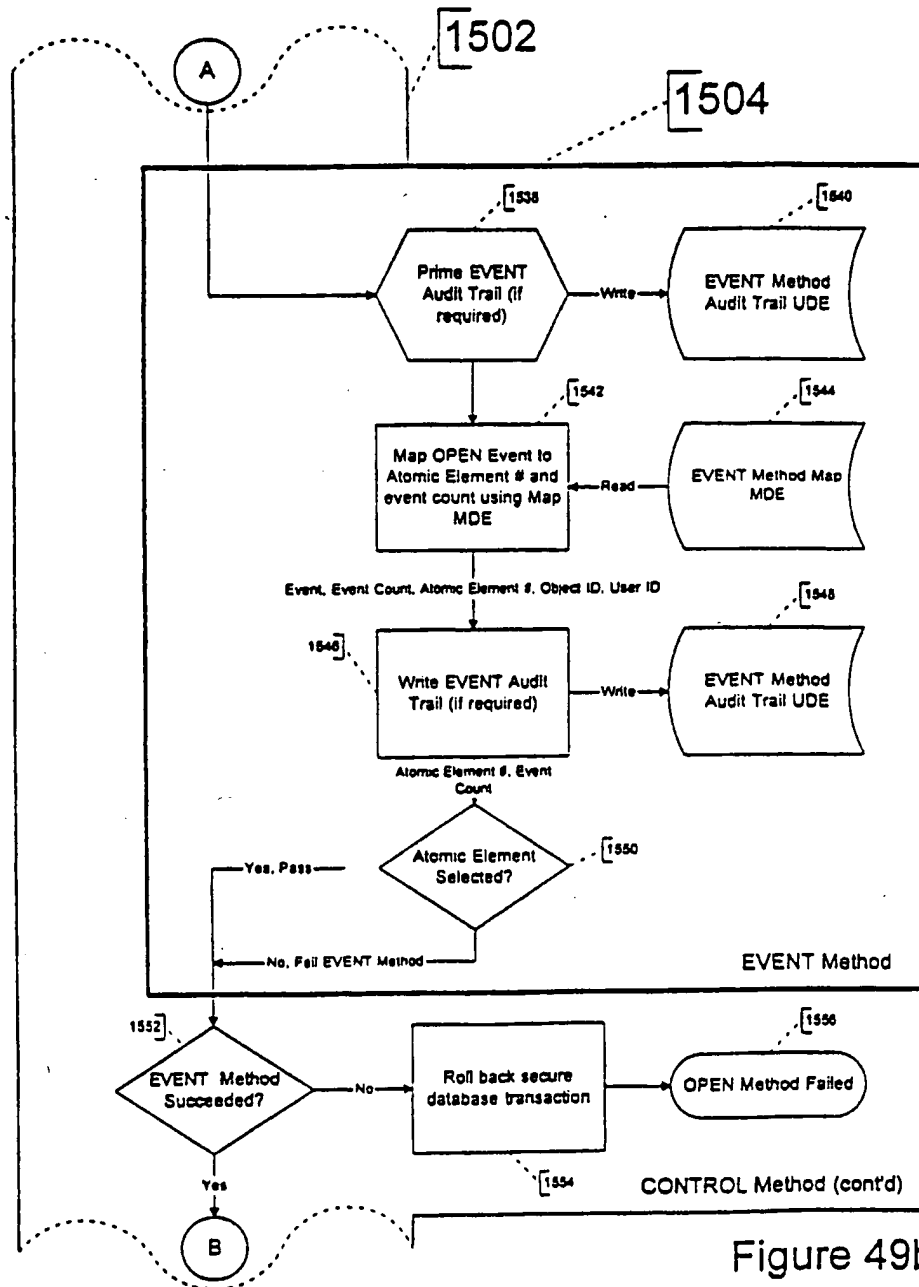 1502
A
1504
1538
1540
Prime EVENT
Audit Trail (if
required)
Write
EVENT Method
Audit Trail UDE
1542
1544
Map OPEN Event to
Atomic Element # and
event count using Map
MDE
Read
EVENT Method Map
MDE
Event, Event Count, Atomic Element #, Object ID, User ID
1546
1548
Write EVENT Audit
Trail (if required)
Write
EVENT Method
Audit Trail UDE
Atomic Element #, Event
Count
Atomic Element
Selected?
1550
Yes, Pass
No, Fail EVENT Method
EVENT Method
1552
EVENT Method
Succeeded?
No
Roll back secure
database transaction
1556
OPEN Method Failed
Yes
1554
CONTROL Method (cont'd)
B
Figure 49b